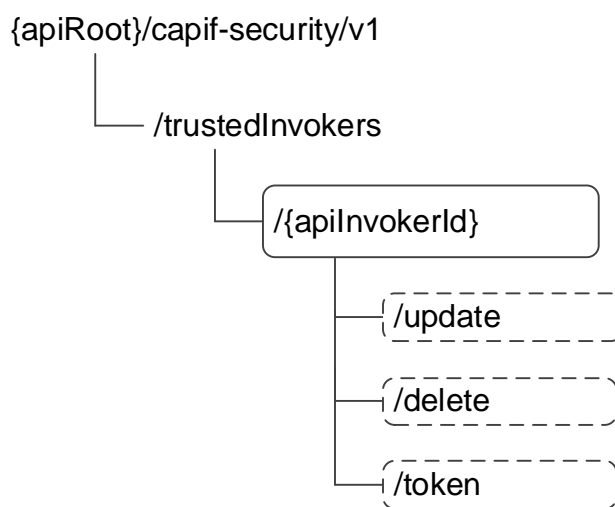 {apiRoot}/capif-security/v1
/trustedInvokers
/{apiInvokerId}
/update
/delete
/token